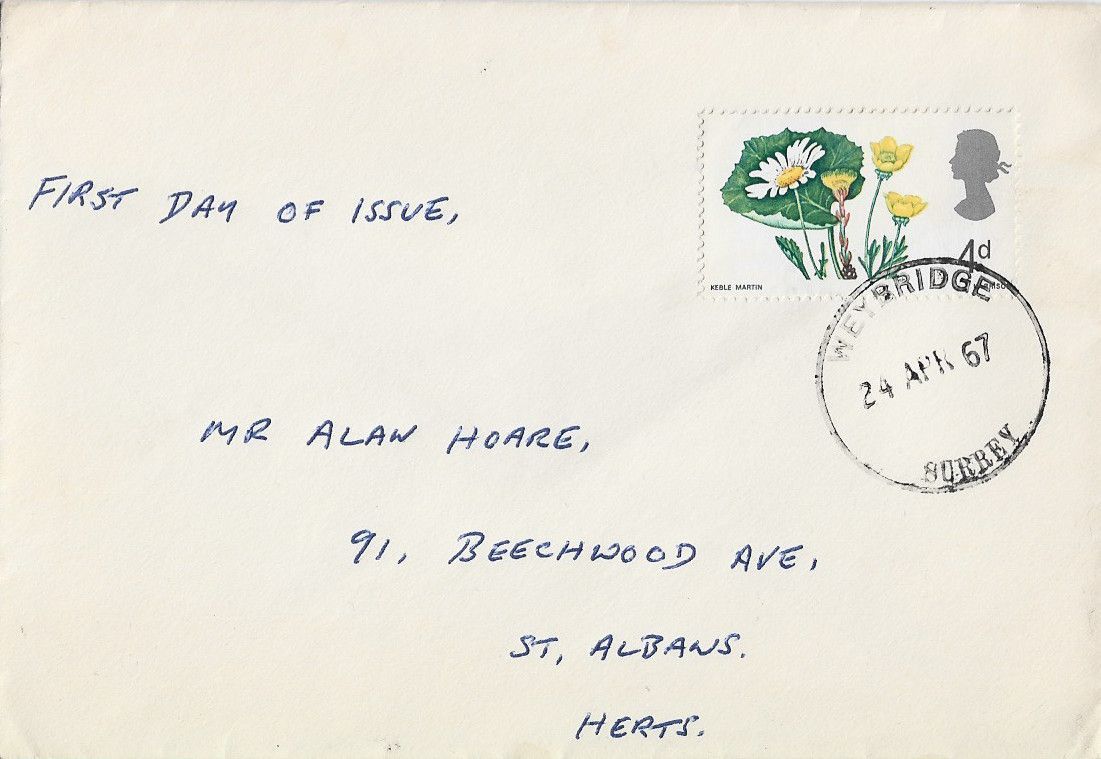 FIRST DAY OF ISSUE,
4d
KEBLE MARTIN
WEYBRIDGE
24 APR 67
SURREY
MR ALAN HOARE,
91, BEECHWOOD AVE,
ST, ALBANS.
HERTS.